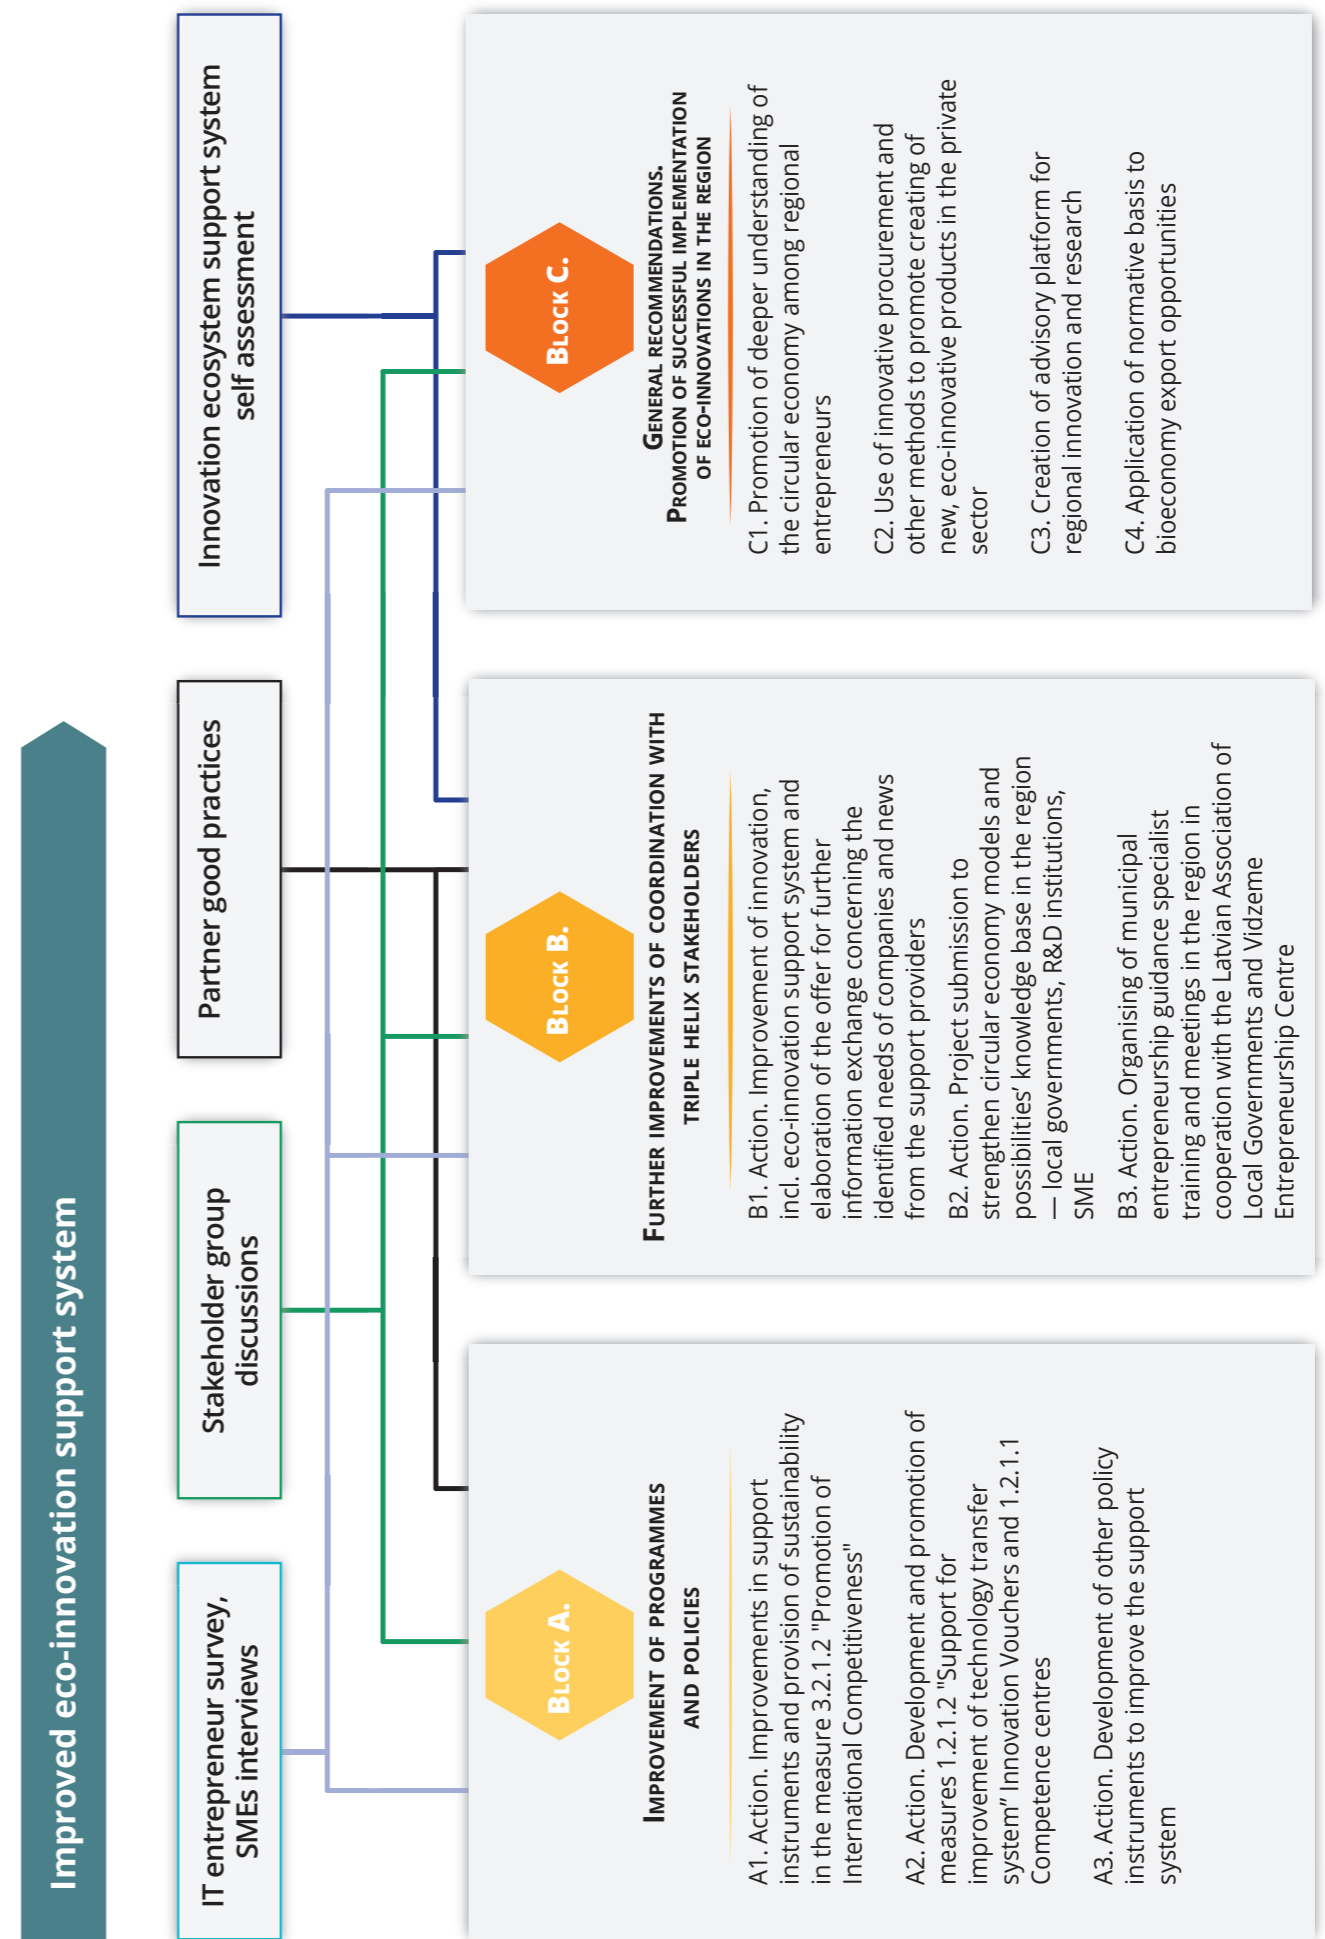 Improved eco-innovation support system
IT entrepreneur survey,
SMEs interviews
Stakeholder group
discussions
Partner good practices
Innovation ecosystem support system
self assessment
BLOCK A.
IMPROVEMENT OF PROGRAMMES
AND POLICIES
A1. Action. Improvements in support
instruments and provision of sustainability
in the measure 3.2.1.2 "Promotion of
International Competitiveness"
A2. Action. Development and promotion of
measures 1.2.1.2 "Support for
improvement of technology transfer
system” Innovation Vouchers and 1.2.1.1
Competence centres
A3. Action. Development of other policy
instruments to improve the support
system
BLOCK B.
FURTHER IMPROVEMENTS OF COORDINATION WITH
TRIPLE HELIX STAKEHOLDERS
B1. Action. Improvement of innovation,
incl. eco-innovation support system and
elaboration of the offer for further
information exchange concerning the
identified needs of companies and news
from the support providers
B2. Action. Project submission to
strengthen circular economy models and
possibilities’ knowledge base in the region
— local governments, R&D institutions,
SME
B3. Action. Organising of municipal
entrepreneurship guidance specialist
training and meetings in the region in
cooperation with the Latvian Association of
Local Governments and Vidzeme
Entrepreneurship Centre
BLOCK C.
GENERAL RECOMMENDATIONS.
PROMOTION OF SUCCESSFUL IMPLEMENTATION
OF ECO-INNOVATIONS IN THE REGION
C1. Promotion of deeper understanding of
the circular economy among regional
entrepreneurs
C2. Use of innovative procurement and
other methods to promote creating of
new, eco-innovative products in the private
sector
C3. Creation of advisory platform for
regional innovation and research
C4. Application of normative basis to
bioeconomy export opportunities